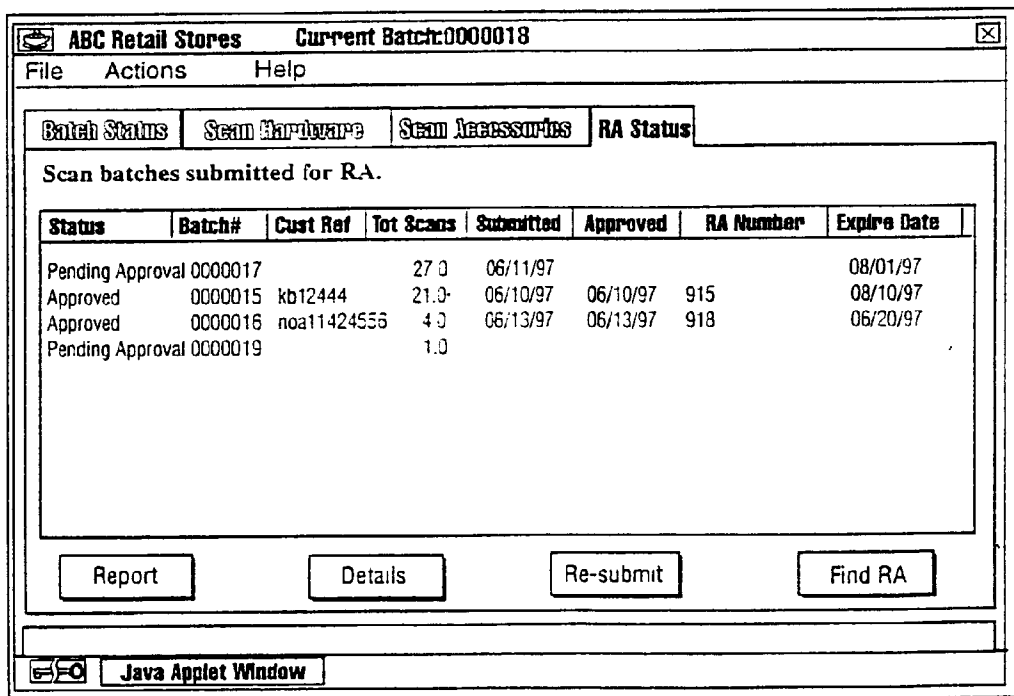 ABC Retail Stores Current Batch:0000018
File Actions Help
Batch Status Scan Hardware Scan Accessories RA Status
Scan batches submitted for RA.
Status Batch# Cust Ref Tot Scans Submitted Approved RA Number Expire Date
Pending Approval 0000017 27.0 06/11/97 08/01/97
Approved 0000015 kb12444 21.0 06/10/97 06/10/97 915 08/10/97
Approved 0000016 noa11424556 4.0 06/13/97 06/13/97 918 06/20/97
Pending Approval 0000019 1.0
Report Details Re-submit Find RA
Java Applet Window